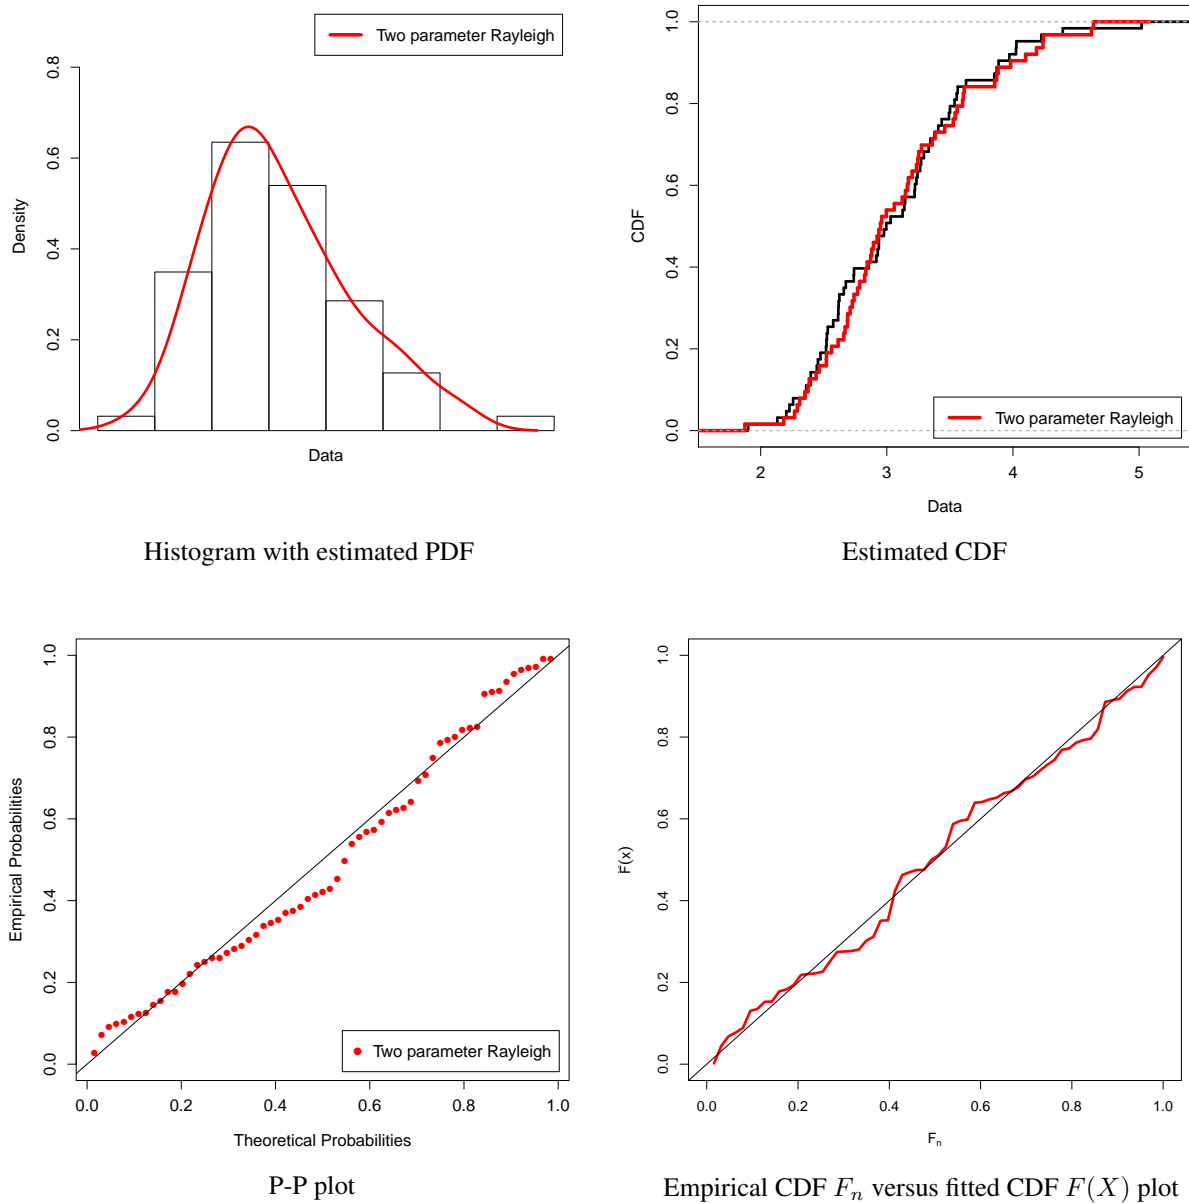 Two parameter Rayleigh
Density
0.0 0.2 0.4 0.6 0.8
Data
Histogram with estimated PDF
CDF
0.0 0.2 0.4 0.6 0.8 1.0
Two parameter Rayleigh
2 3 4 5
Data
Estimated CDF
Empirical Probabilities
0.0 0.2 0.4 0.6 0.8 1.0
Two parameter Rayleigh
0.0 0.2 0.4 0.6 0.8 1.0
Theoretical Probabilities
P-P plot
F(x)
0.0 0.2 0.4 0.6 0.8 1.0
0.0 0.2 0.4 0.6 0.8 1.0
Fn
Empirical CDF Fn versus fitted CDF F(X) plot